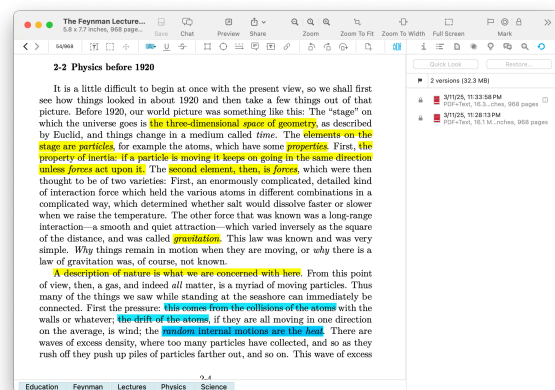 The Feynman Lecture...
5.8 x 7.7 inches, 968 page...
Save
Chat
Preview
Share
Zoom
Zoom To Fit
Zoom To Width
Full Screen
Mark
54/968
2-2 Physics before 1920
It is a little difficult to begin at once with the present view, so we shall first
see how things looked in about 1920 and then take a few things out of that
picture. Before 1920, our world picture was something like this: The “stage” on
which the universe goes is the three-dimensional space of geometry, as described
by Euclid, and things change in a medium called time. The elements on the
stage are particles, for example the atoms, which have some properties. First, the
property of inertia: if a particle is moving it keeps on going in the same direction
unless forces act upon it. The second element, then, is forces, which were then
thought to be of two varieties: First, an enormously complicated, detailed kind
of interaction force which held the various atoms in different combinations in a
complicated way, which determined whether salt would dissolve faster or slower
when we raise the temperature. The other force that was known was a long-range
interaction—a smooth and quiet attraction—which varied inversely as the square
of the distance, and was called gravitation. This law was known and was very
simple. Why things remain in motion when they are moving, or why there is a
law of gravitation was, of course, not known.
A description of nature is what we are concerned with here. From this point
of view, then, a gas, and indeed all matter, is a myriad of moving particles. Thus
many of the things we saw while standing at the seashore can immediately be
connected. First the pressure: this comes from the collisions of the atoms with the
walls or whatever; the drift of the atoms, if they are all moving in one direction
on the average, is wind; the random internal motions are the heat. There are
waves of excess density, where too many particles have collected, and so as they
rush off they push up piles of particles farther out, and so on. This wave of excess
2-4
Education Feynman Lectures Physics Science
Quick Look
Restore...
2 versions (32.3 MB)
3/11/25, 11:33:58 PM
PDF+Text, 16.3...ches, 968 pages
3/11/25, 11:28:13 PM
PDF+Text, 16.1 M...nches, 968 pages